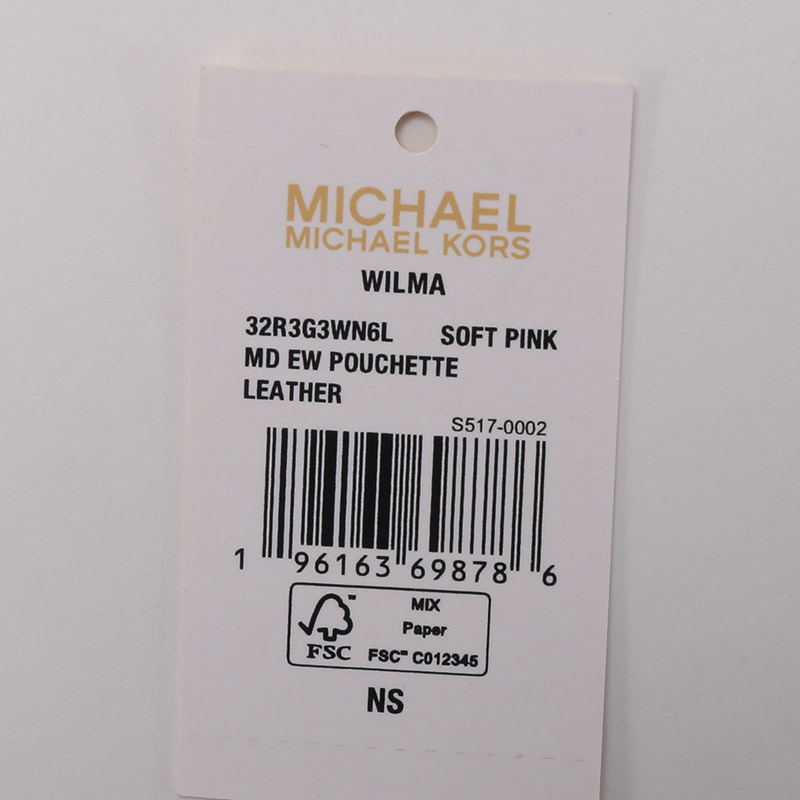 MICHAEL
MICHAEL KORS
WILMA
32R3G3WN6L SOFT PINK
MD EW POUCHETTE
LEATHER
S517-0002
1 96163 69878 6
MIX
Paper
FSC™ FSC™ C012345
NS